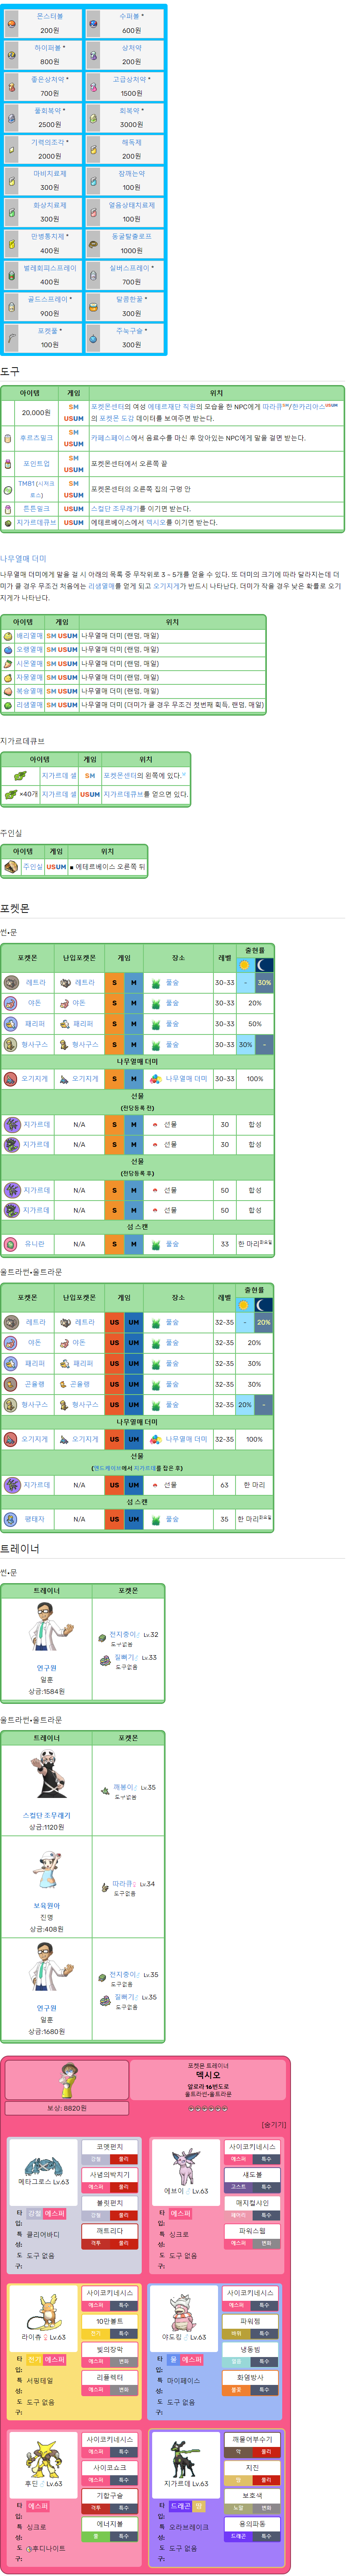 몬스터볼
200원
수퍼볼 *
600원
하이퍼볼 *
800원
상처약
200원
좋은상처약 *
700원
고급상처약 *
1500원
풀회복약 *
2500원
회복약 *
3000원
기력의조각 *
2000원
해독제
200원
마비치료제
300원
잠깨는약
100원
화상치료제
300원
얼음상태치료제
100원
만병통치제 *
400원
동굴탈출로프
1000원
벌레회피스프레이
400원
실버스프레이 *
700원
골드스프레이 *
900원
달콤한꿀 *
300원
포켓풀 *
100원
주눅구슬 *
300원
도구
아이템 게임 위치
20,000원 SM USUM 포켓몬센터의 여성 에테르재단 직원의 모습을 한 NPC에게 따라큐SM/한카리아스USUM
의 포켓몬 도감 데이터를 보여주면 받는다.
후르츠밀크 SM USUM 카페스페이스에서 음료수를 마신 후 앉아있는 NPC에게 말을 걸면 받는다.
포인트업 SM USUM 포켓몬센터에서 오른쪽 끝
TM81 (시저크로스) SM USUM 포켓몬센터의 오른쪽 집의 구멍 안
튼튼밀크 USUM 스컬단 조무래기를 이기면 받는다.
지가르데큐브 USUM 에테르베이스에서 멕시오를 이기면 받는다.
나무열매 더미
나무열매 더미에게 말을 걸 시 아래의 목록 중 무작위로 3 ~ 5개를 얻을 수 있다. 또 더미의 크기에 따라 달라지는데 더
미가 클 경우 무조건 처음에는 리샘열매를 얻게 되고 오기지게가 반드시 나타난다. 더미가 작을 경우 낮은 확률로 오기
지게가 나타난다.
아이템 게임 위치
배리열매 SM USUM 나무열매 더미 (랜덤, 매일)
오랭열매 SM USUM 나무열매 더미 (랜덤, 매일)
시몬열매 SM USUM 나무열매 더미 (랜덤, 매일)
자뭉열매 SM USUM 나무열매 더미 (랜덤, 매일)
복슝열매 SM USUM 나무열매 더미 (랜덤, 매일)
리샘열매 SM USUM 나무열매 더미 (더미가 클 경우 무조건 첫번째 획득, 랜덤, 매일)
지가르데큐브
아이템 게임 위치
지가르데 셀 SM 포켓몬센터의 왼쪽에 있다.
×40개 지가르데 셀 USUM 지가르데큐브를 얻으면 있다.
주인실
아이템 게임 위치
주인실 USUM ■ 에테르베이스 오른쪽 뒤
포켓몬
썬•문
포켓몬 난입포켓몬 게임 장소 레벨 출현률
레트라 레트라 S M 풀숲 30-33 - 30%
야돈 야돈 S M 풀숲 30-33 20%
패리퍼 패리퍼 S M 풀숲 30-33 50%
형사구스 형사구스 S M 풀숲 30-33 30% -
나무열매 더미
오기지게 오기지게 S M 나무열매 더미 30-33 100%
선물
(전당등록 전)
지가르데 N/A S M 선물 30 합성
지가르데 N/A S M 선물 30 합성
선물
(전당등록 후)
지가르데 N/A S M 선물 50 합성
지가르데 N/A S M 선물 50 합성
섬 스캔
유니란 N/A S M 풀숲 33 한 마리화요일
울트라썬•울트라문
포켓몬 난입포켓몬 게임 장소 레벨 출현률
레트라 레트라 US UM 풀숲 32-35 - 20%
야돈 야돈 US UM 풀숲 32-35 20%
패리퍼 패리퍼 US UM 풀숲 32-35 30%
곤율랭 곤율랭 US UM 풀숲 32-35 30%
형사구스 형사구스 US UM 풀숲 32-35 20% -
나무열매 더미
오기지게 오기지게 US UM 나무열매 더미 32-35 100%
선물
(엔드케이브에서 지가르데를 잡은 후)
지가르데 N/A US UM 선물 63 한 마리
섬 스캔
팽태자 N/A US UM 풀숲 35 한 마리화요일
트레이너
썬•문
트레이너 포켓몬
연구원
일훈
상금:1584원
전지충이♂ Lv.32
도구없음
질뻐기♂ Lv.33
도구없음
울트라썬•울트라문
트레이너 포켓몬
스컬단 조무래기
상금:1120원
깨봉이♂ Lv.35
도구없음
보육원아
진명
상금:408원
따라큐♀ Lv.34
도구없음
연구원
일훈
상금:1680원
전지충이♂ Lv.35
도구없음
질뻐기♂ Lv.35
도구없음
포켓몬 트레이너
멕시오
알로라 16번도로
울트라썬•울트라문
보상: 8820원
[숨기기]
메타그로스 Lv.63
타입: 강철 에스퍼
특성: 클리어바디
도구: 도구 없음
코멧펀치
강철 물리
사념의박치기
에스퍼 물리
불릿펀치
강철 물리
깨트리다
격투 물리
에브이♂ Lv.63
타입: 에스퍼
특성: 싱크로
도구: 도구 없음
사이코키네시스
에스퍼 특수
섀도볼
고스트 특수
매지컬샤인
페어리 특수
파워스웹
에스퍼 변화
라이츄♀ Lv.63
타입: 전기 에스퍼
특성: 서핑테일
도구: 도구 없음
사이코키네시스
에스퍼 특수
10만볼트
전기 특수
빛의장막
에스퍼 변화
리플렉터
에스퍼 변화
야도킹♂ Lv.63
타입: 물 에스퍼
특성: 마이페이스
도구: 도구 없음
사이코키네시스
에스퍼 특수
파워젬
바위 특수
냉동빔
얼음 특수
화염방사
불꽃 특수
후딘♂ Lv.63
타입: 에스퍼
특성: 싱크로
도구: 후디나이트
사이코키네시스
에스퍼 특수
사이코쇼크
에스퍼 특수
기합구슬
격투 특수
에너지볼
풀 특수
지가르데 Lv.63
타입: 드래곤 땅
특성: 오라브레이크
도구: 도구 없음
깨물어부수기
악 물리
지진
땅 물리
보호색
노말 변화
용의파동
드래곤 특수